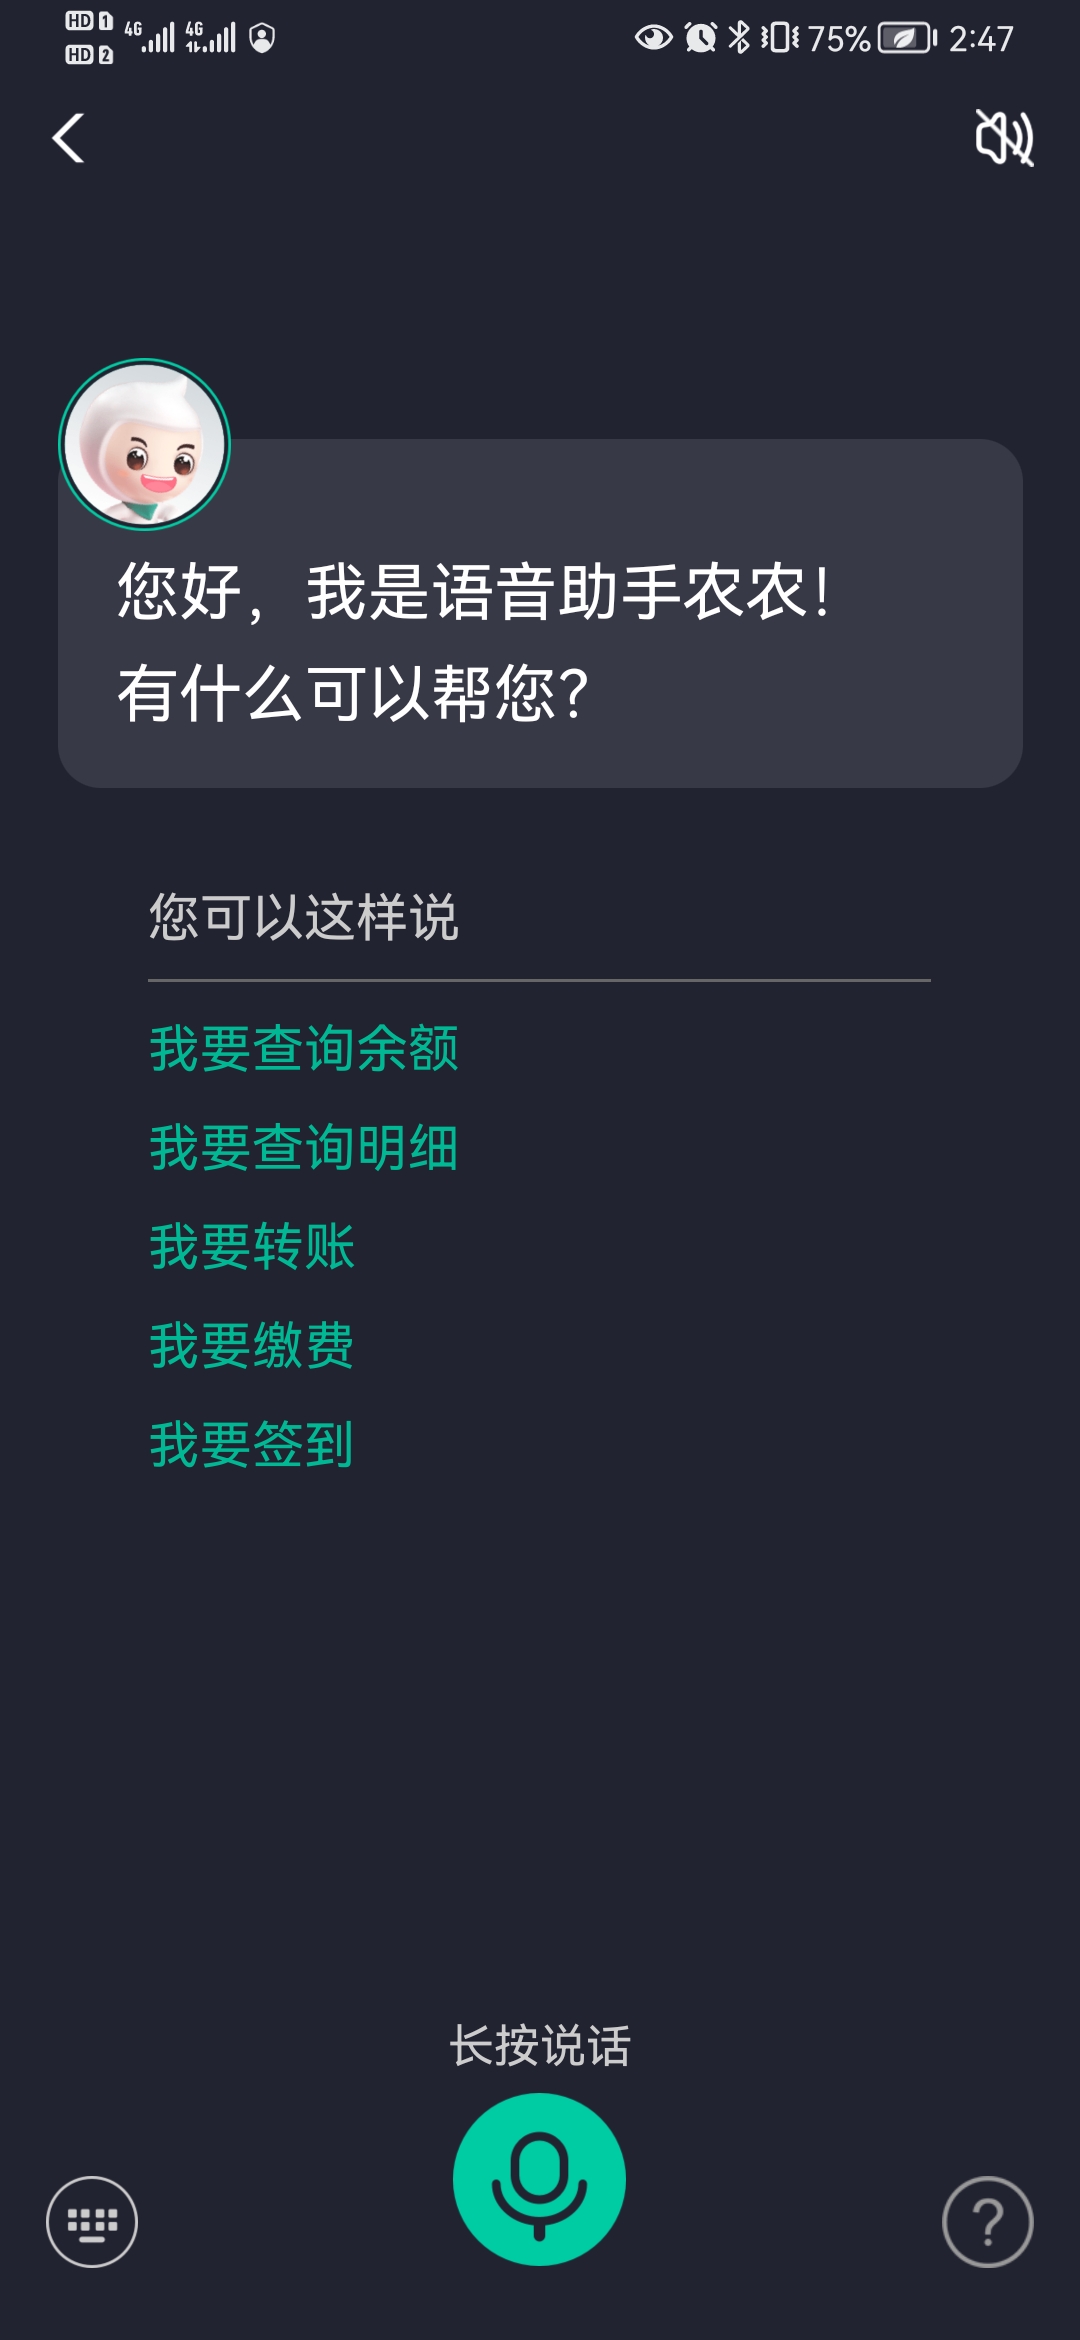 HD 1 4G 4G 75% 2:47
HD 2
您好，我是语音助手农农！
有什么可以帮您？
您可以这样说
我要查询余额
我要查询明细
我要转账
我要缴费
我要签到
长按说话
?